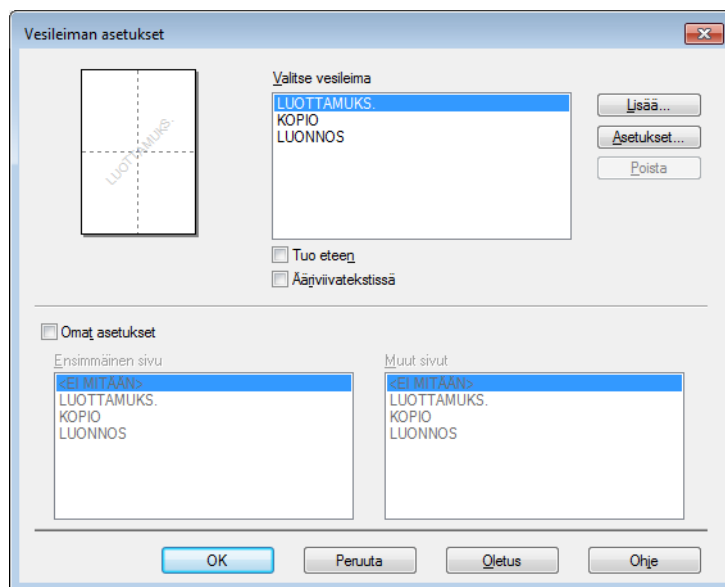 Vesileiman asetukset
Valitse vesileima
LUOTTAMUKS.
KOPIO
LUONNOS
Lisää...
Asetukset...
Poista
LUOTTAMUKS.
Tuo eteen
Ääriviivatekstissä
Omat asetukset
Ensimmäinen sivu
<EI MITÄÄN>
LUOTTAMUKS.
KOPIO
LUONNOS
Muut sivut
<EI MITÄÄN>
LUOTTAMUKS.
KOPIO
LUONNOS
OK
Peruuta
Oletus
Ohje